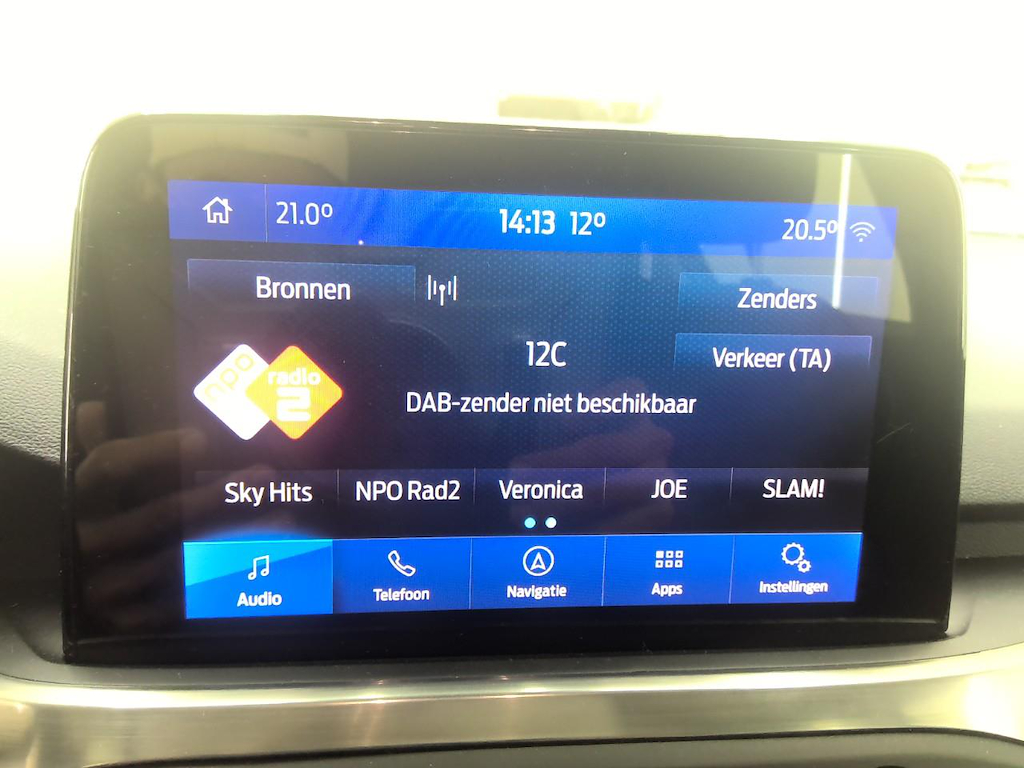 21.0°
14:13 12°
20.5°
Bronnen
Zenders
12C
Verkeer (TA)
npo radio 2
DAB-zender niet beschikbaar
Sky Hits
NPO Rad2
Veronica
JOE
SLAM!
Audio
Telefoon
Navigatie
Apps
Instellingen